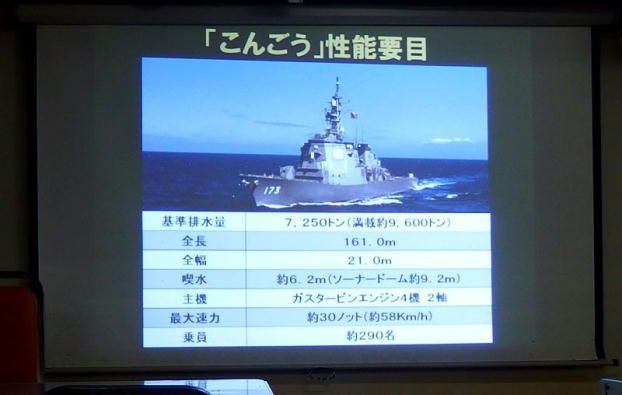 「こんごう」性能要目
173
基準排水量 7, 250トン(満載約9, 600トン)
全長 161. 0m
全幅 21. 0m
喫水 約6. 2m(ソーナードーム約9. 2m)
主機 ガスタービンエンジン4機 2軸
最大速力 約30ノット(約58Km/h)
乗員 約290名